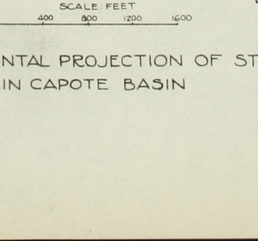 SCALE: FEET
400 800 1200 1600
NTAL PROJECTION OF ST
IN CAPOTE BASIN